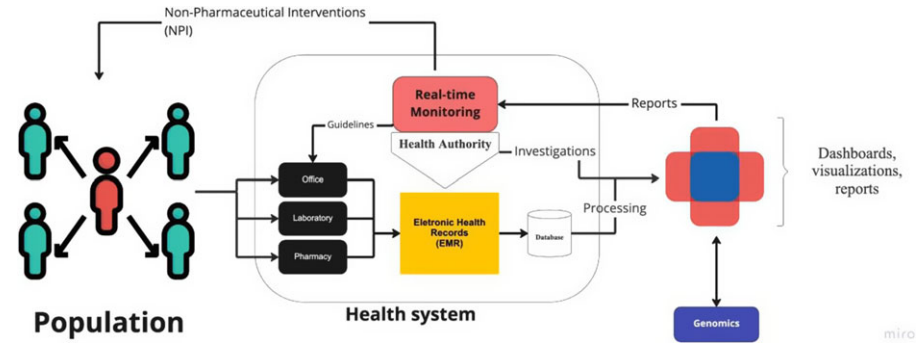 Non-Pharmaceutical Interventions
(NPI)
Real-time
Monitoring
Reports
Guidelines
Health Authority
Investigations
Dashboards,
visualizations,
reports
Office
Laboratory
Pharmacy
Eletronic Health
Records
(EMR)
Database
Processing
Population
Health system
Genomics
miro